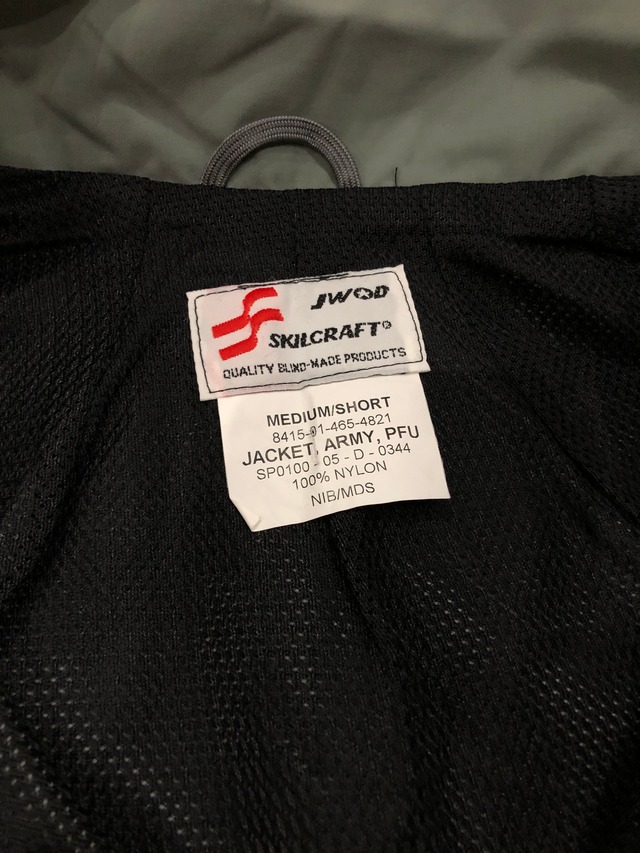 JWOD
SKILCRAFT®
QUALITY BLIND-MADE PRODUCTS
MEDIUM/SHORT
8415-01-465-4821
JACKET, ARMY, PFU
SP0100 - 05 - D - 0344
100% NYLON
NIB/MDS